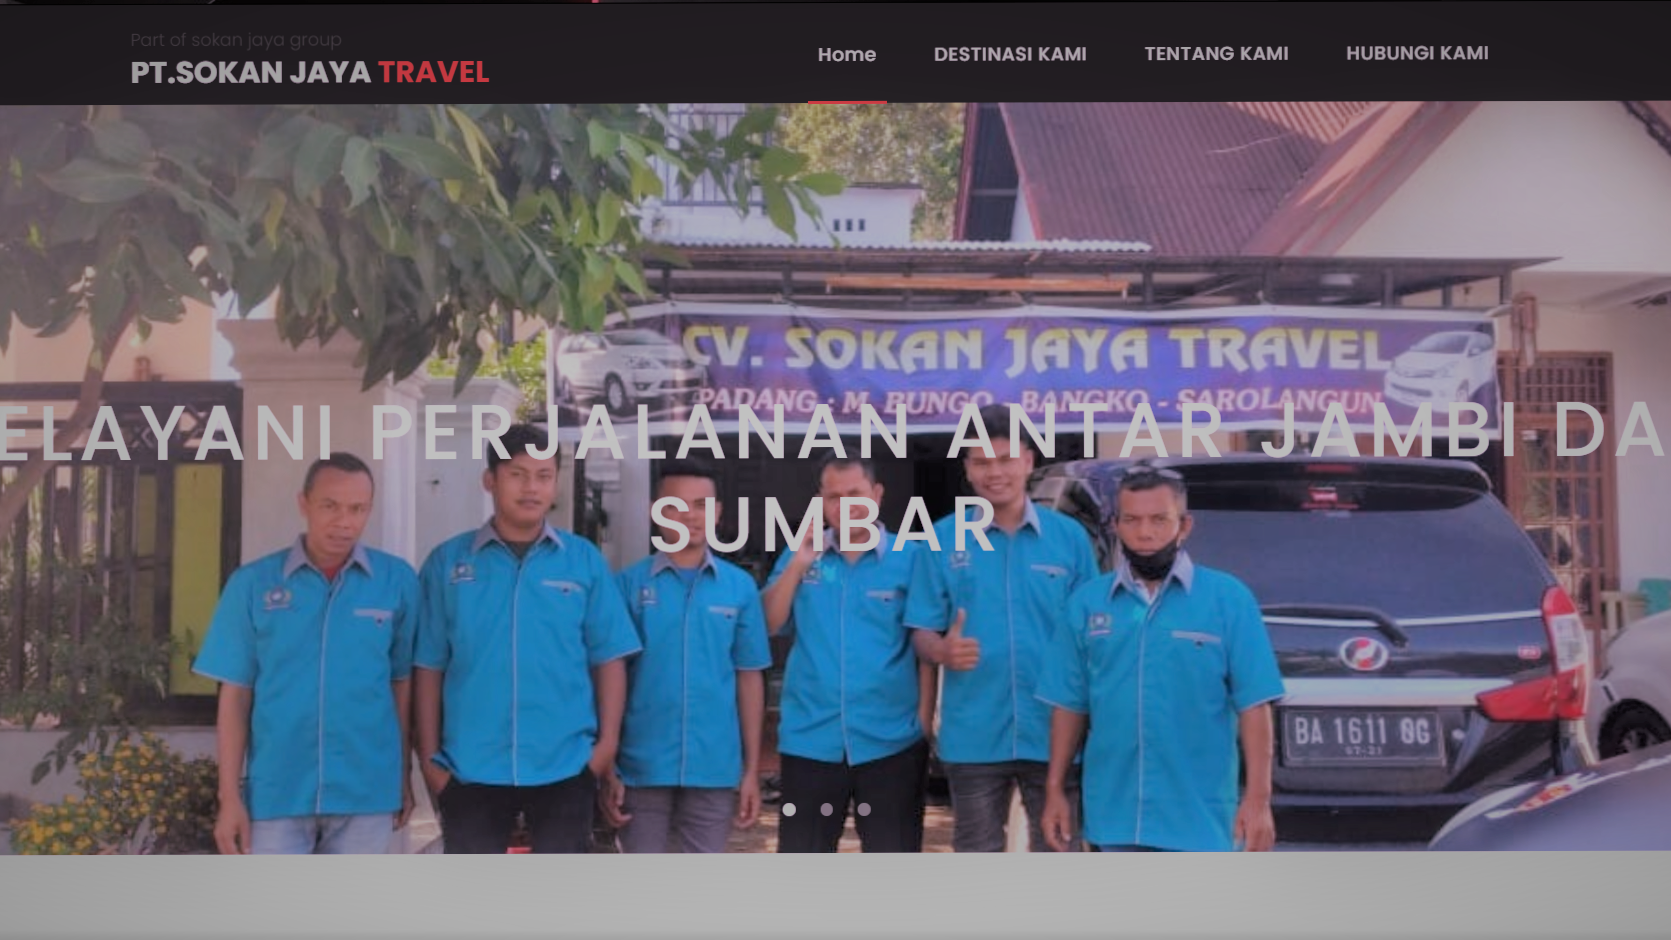 Part of sokan jaya group
PT.SOKAN JAYA TRAVEL
Home DESTINASI KAMI TENTANG KAMI HUBUNGI KAMI
CV. SOKAN JAYA TRAVEL
PADANG - M. BUNGO - BANGKO - SAROLANGUN
ELAYANI PERJALANAN ANTAR JAMBI DA
SUMBAR
BA 1611 OG
07-21